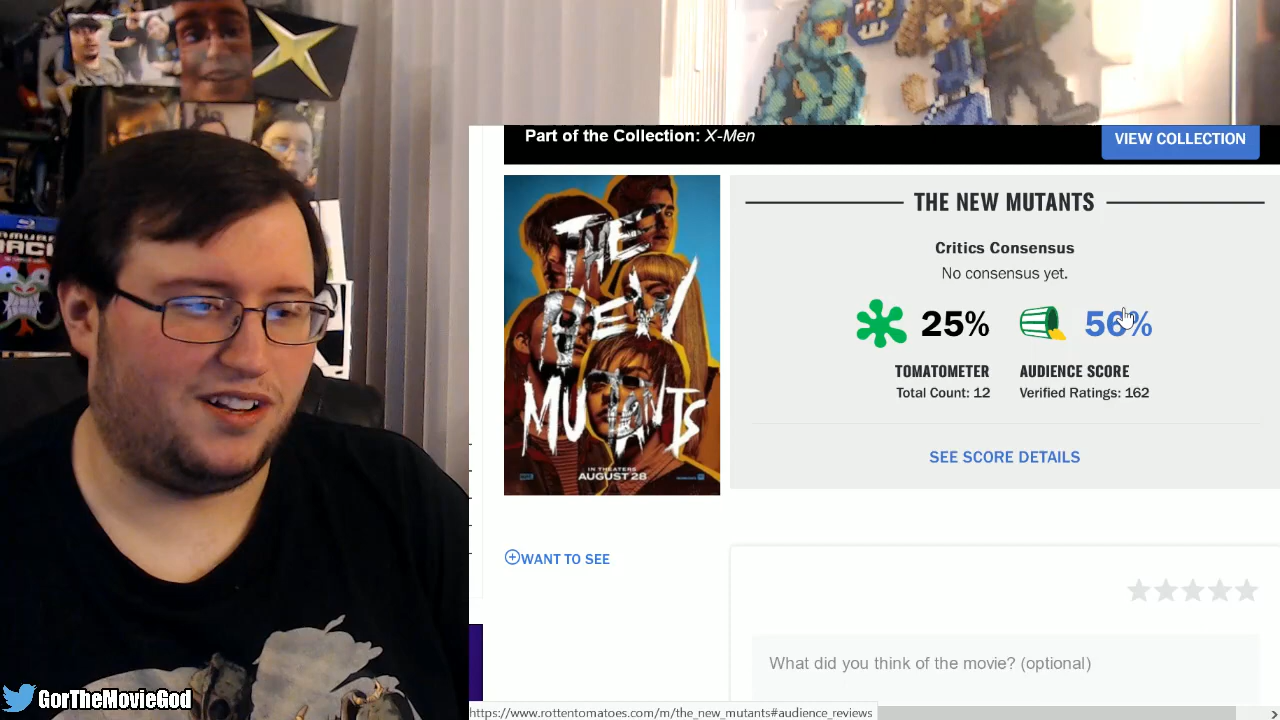 Part of the Collection: X-Men
VIEW COLLECTION
THE NEW MUTANTS
IN THEATERS
AUGUST 28
THE NEW MUTANTS
Critics Consensus
No consensus yet.
25%
56%
TOMATOMETER
Total Count: 12
AUDIENCE SCORE
Verified Ratings: 162
SEE SCORE DETAILS
WANT TO SEE
What did you think of the movie? (optional)
GorTheMovieGod
https://www.rottentomatoes.com/m/the_new_mutants#audience_reviews